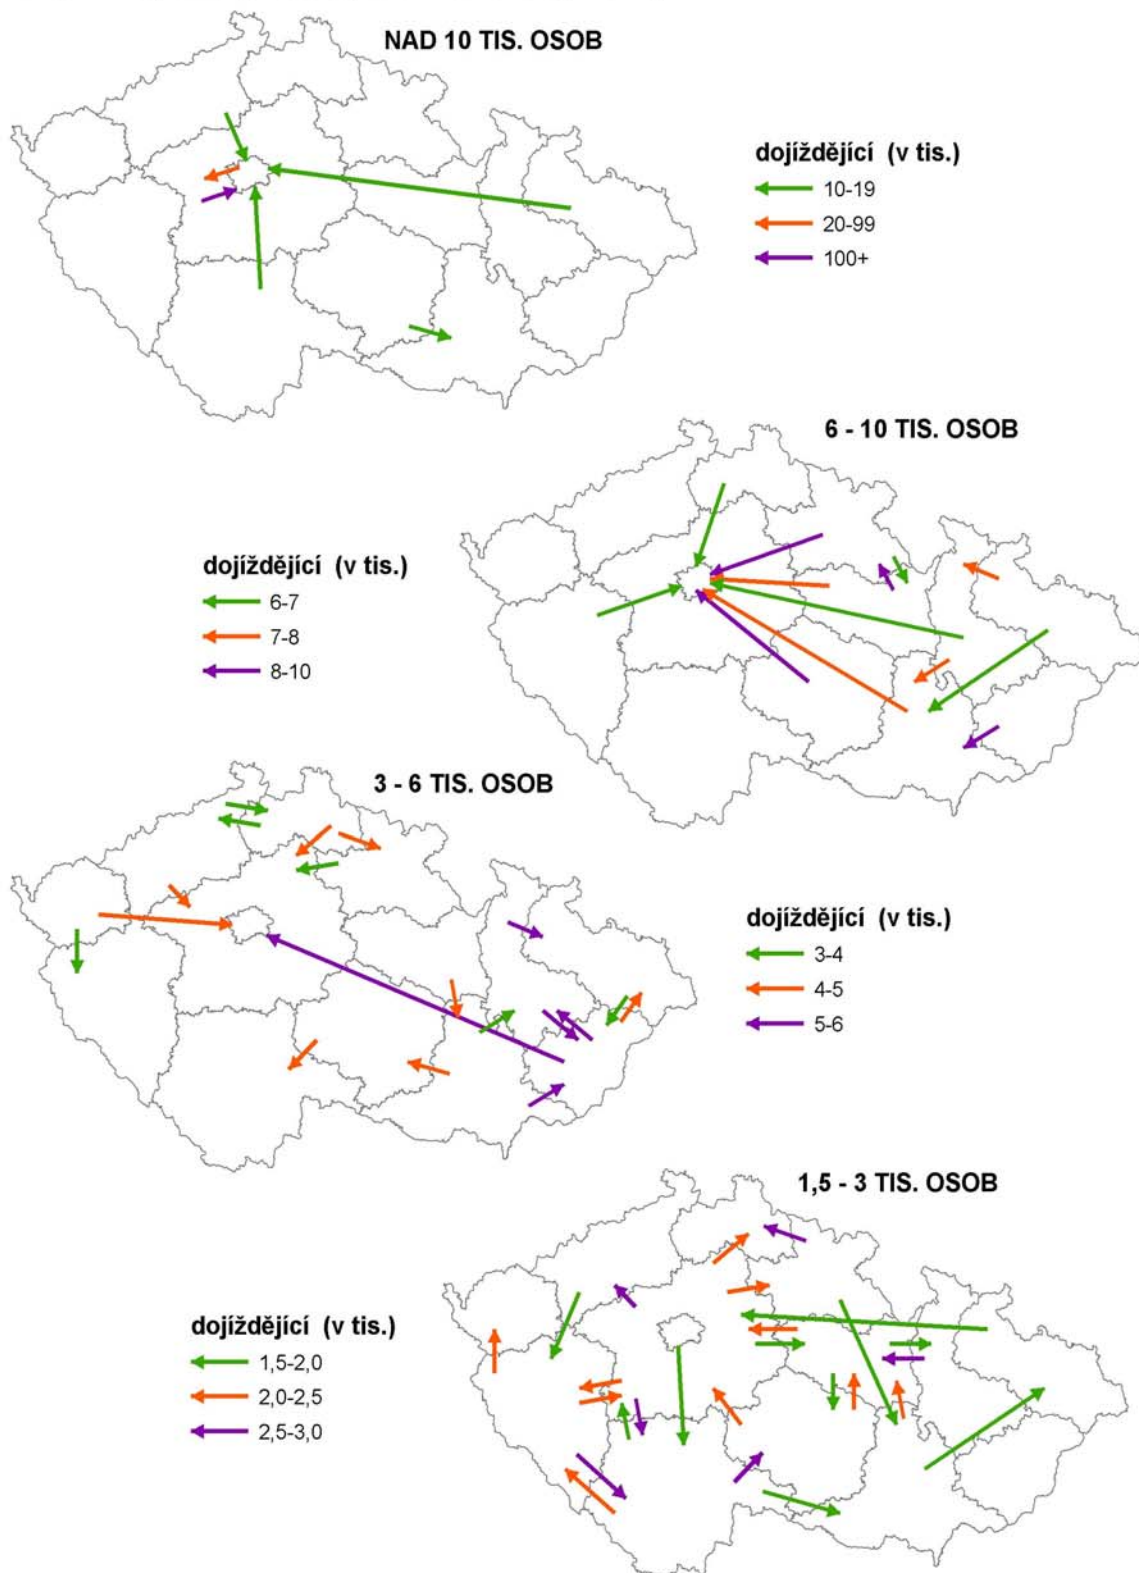 NAD 10 TIS. OSOB
dojíždějící (v tis.)
10-19
20-99
100+
6 - 10 TIS. OSOB
dojíždějící (v tis.)
6-7
7-8
8-10
3 - 6 TIS. OSOB
dojíždějící (v tis.)
3-4
4-5
5-6
1,5 - 3 TIS. OSOB
dojíždějící (v tis.)
1,5-2,0
2,0-2,5
2,5-3,0